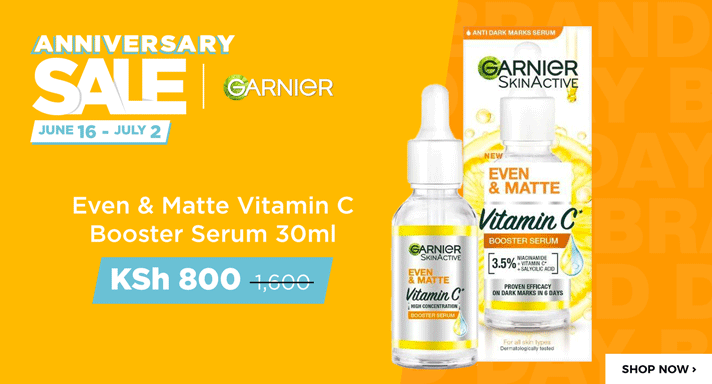 ANNIVERSARY
SALE
JUNE 16 - JULY 2
GARNIER
Even & Matte Vitamin C
Booster Serum 30ml
KSh 800 1,600
GARNIER
SKINACTIVE
EVEN
& MATTE
Vitamin C*
HIGH CONCENTRATION
BOOSTER SERUM
ANTI DARK MARKS SERUM
GARNIER
SKINACTIVE
NEW
EVEN
& MATTE
Vitamin C*
BOOSTER SERUM
3.5% NIACINAMIDE
+ VITAMIN C*
+ SALYCILIC ACID
PROVEN EFFICACY
ON DARK MARKS IN 6 DAYS
For all skin types
Dermatologically tested
BRAND
DAY
SHOP NOW ›